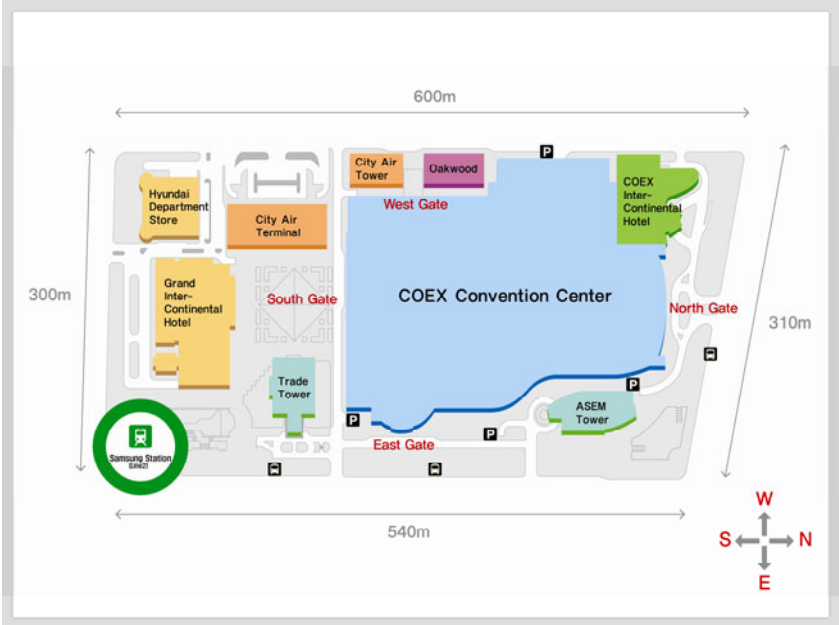 600m
P
City Air
Tower
Oakwood
COEX
Inter-
Continental
Hotel
Hyundai
Department
Store
West Gate
City Air
Terminal
300m
Grand
Inter-
Continental
Hotel
South Gate
COEX Convention Center
North Gate
310m
Trade
Tower
P
ASEM
Tower
P
P
East Gate
Samsung Station
(Line2)
540m
W
S
N
E